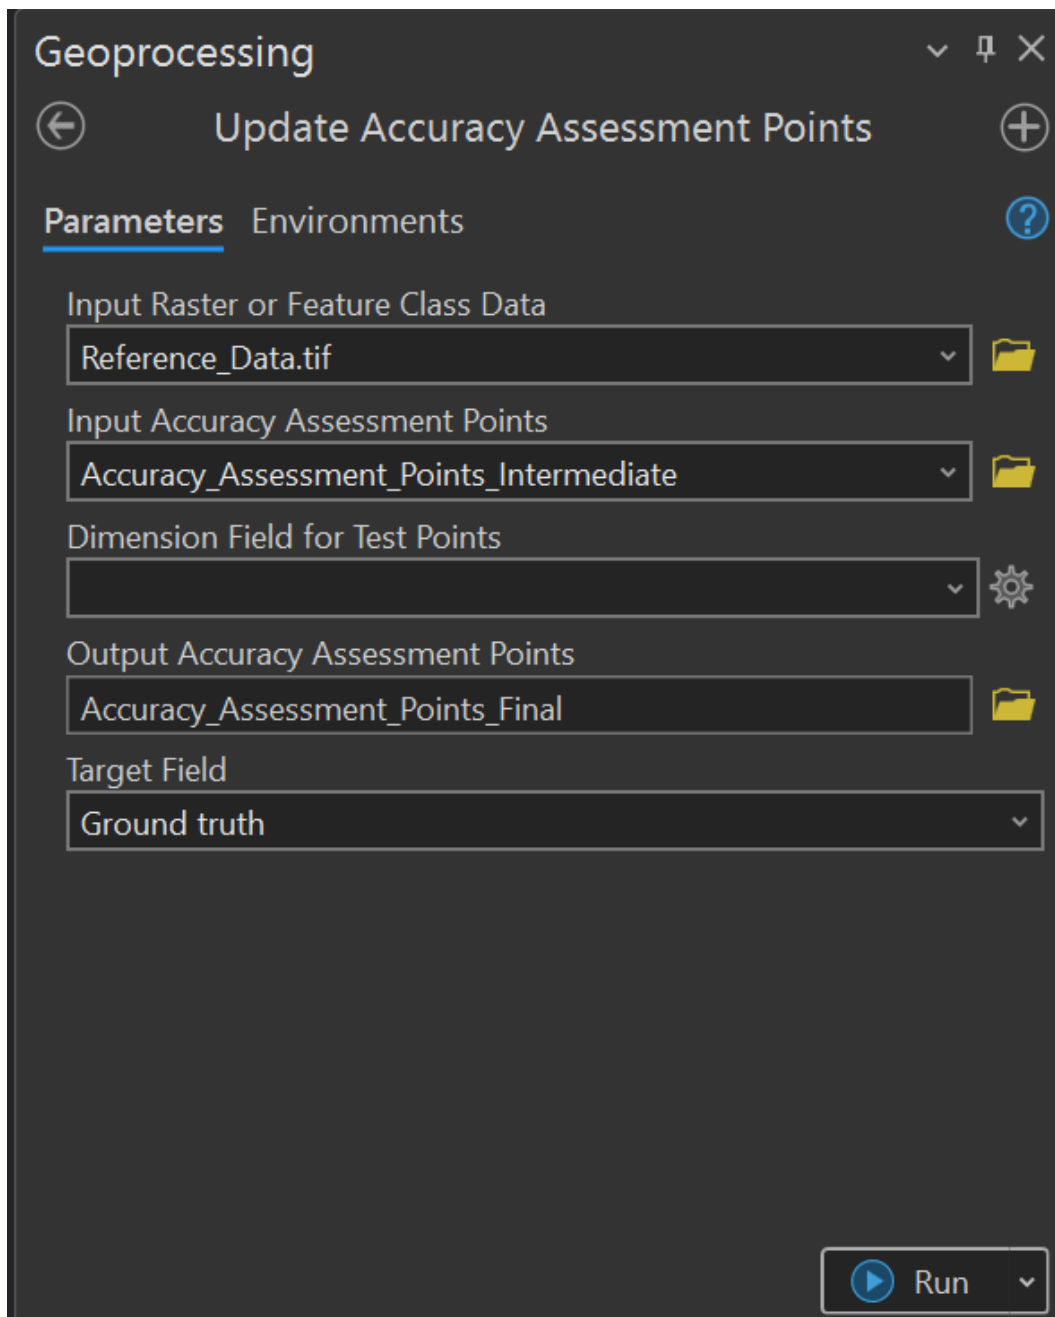 Geoprocessing
Update Accuracy Assessment Points
Parameters Environments
Input Raster or Feature Class Data
Reference_Data.tif
Input Accuracy Assessment Points
Accuracy_Assessment_Points_Intermediate
Dimension Field for Test Points
Output Accuracy Assessment Points
Accuracy_Assessment_Points_Final
Target Field
Ground truth
Run